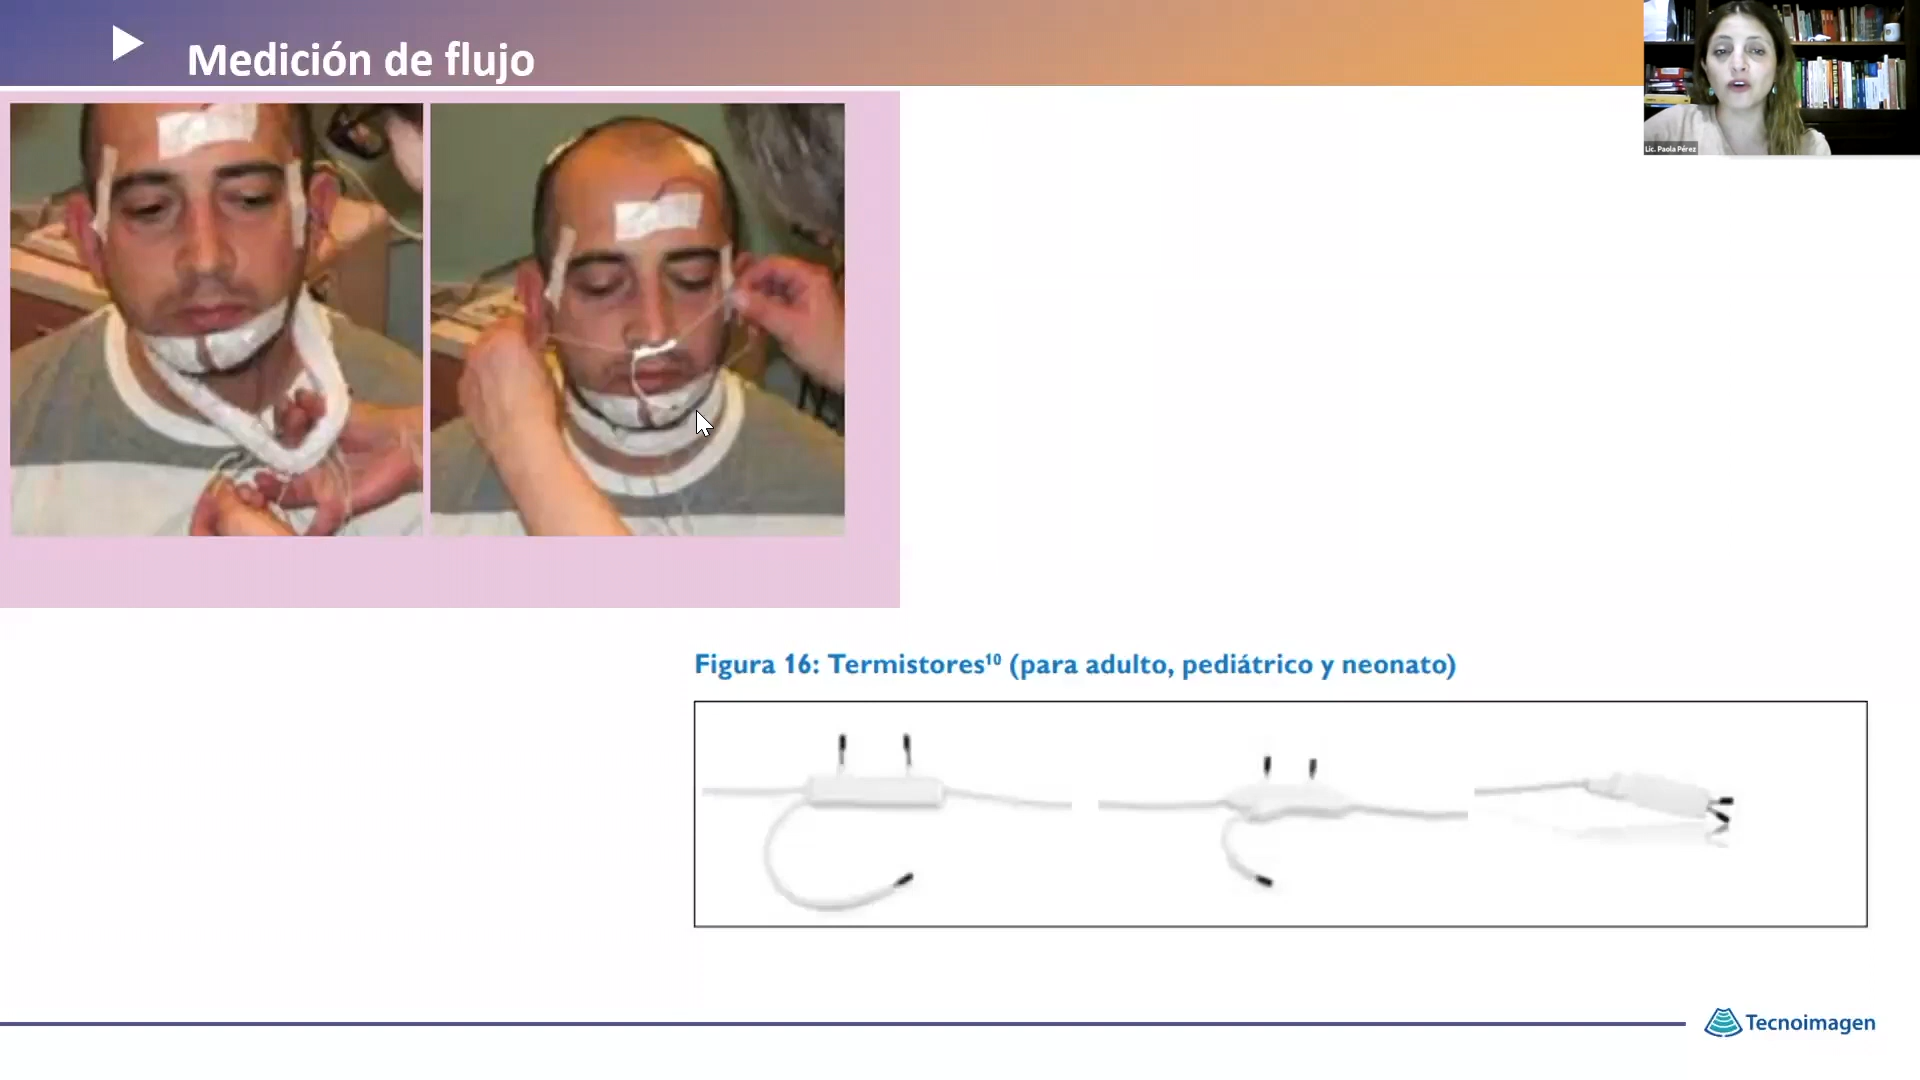 Medición de flujo
Lic. Paola Pérez
Figura 16: Termistores¹⁰ (para adulto, pediátrico y neonato)
Tecnoimagen